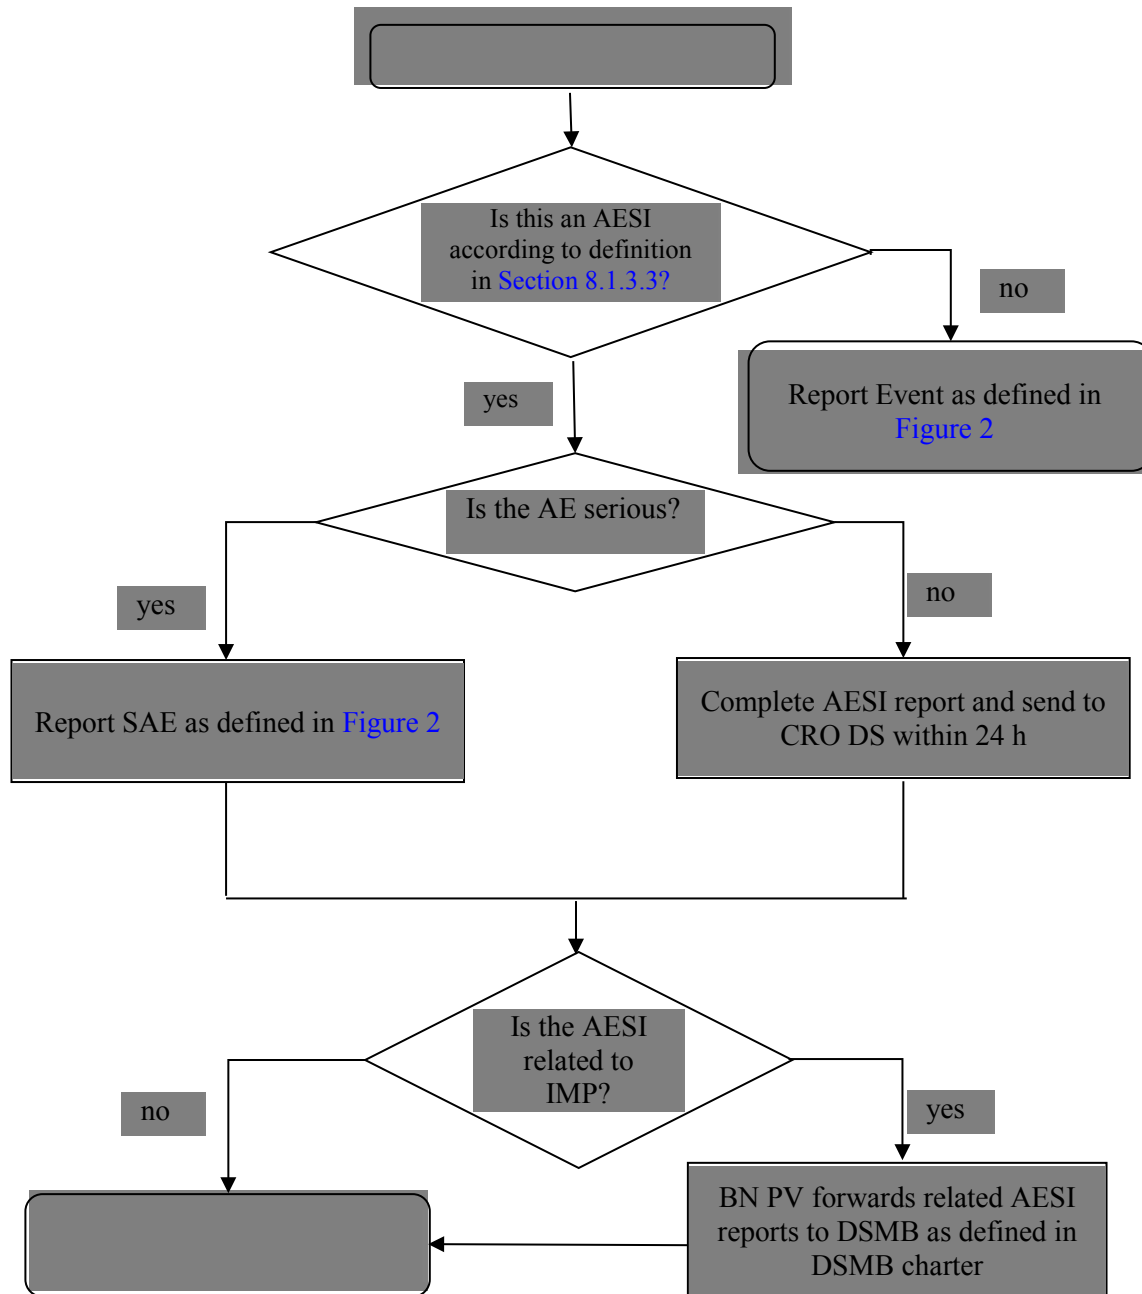 Is this an AESI
according to definition
in Section 8.1.3.3?
no
Report Event as defined in
Figure 2
yes
Is the AE serious?
yes
no
Report SAE as defined in Figure 2
Complete AESI report and send to
CRO DS within 24 h
Is the AESI
related to
IMP?
no
yes
BN PV forwards related AESI
reports to DSMB as defined in
DSMB charter